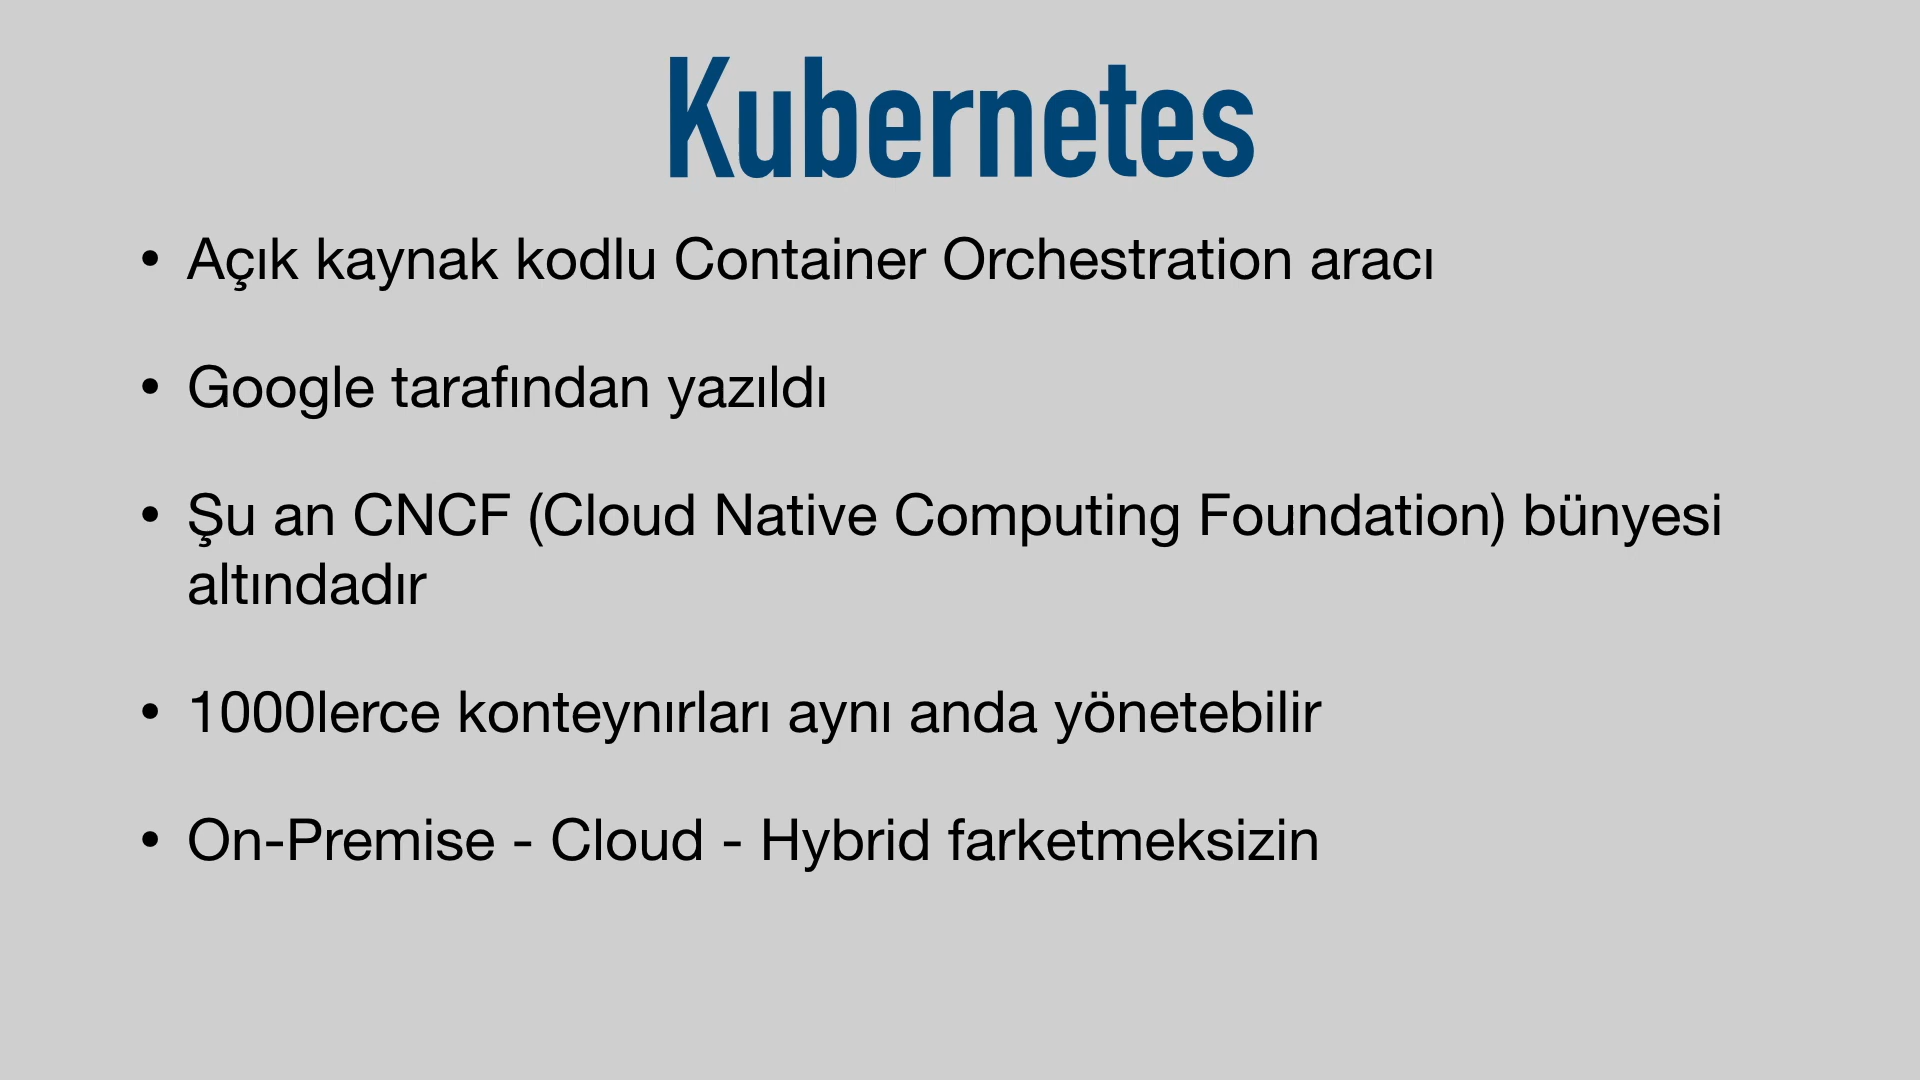 Kubernetes
• Açık kaynak kodlu Container Orchestration aracı
• Google tarafından yazıldı
• Şu an CNCF (Cloud Native Computing Foundation) bünyesi
altındadır
• 1000lerce konteynırları aynı anda yönetebilir
• On-Premise - Cloud - Hybrid farketmeksizin